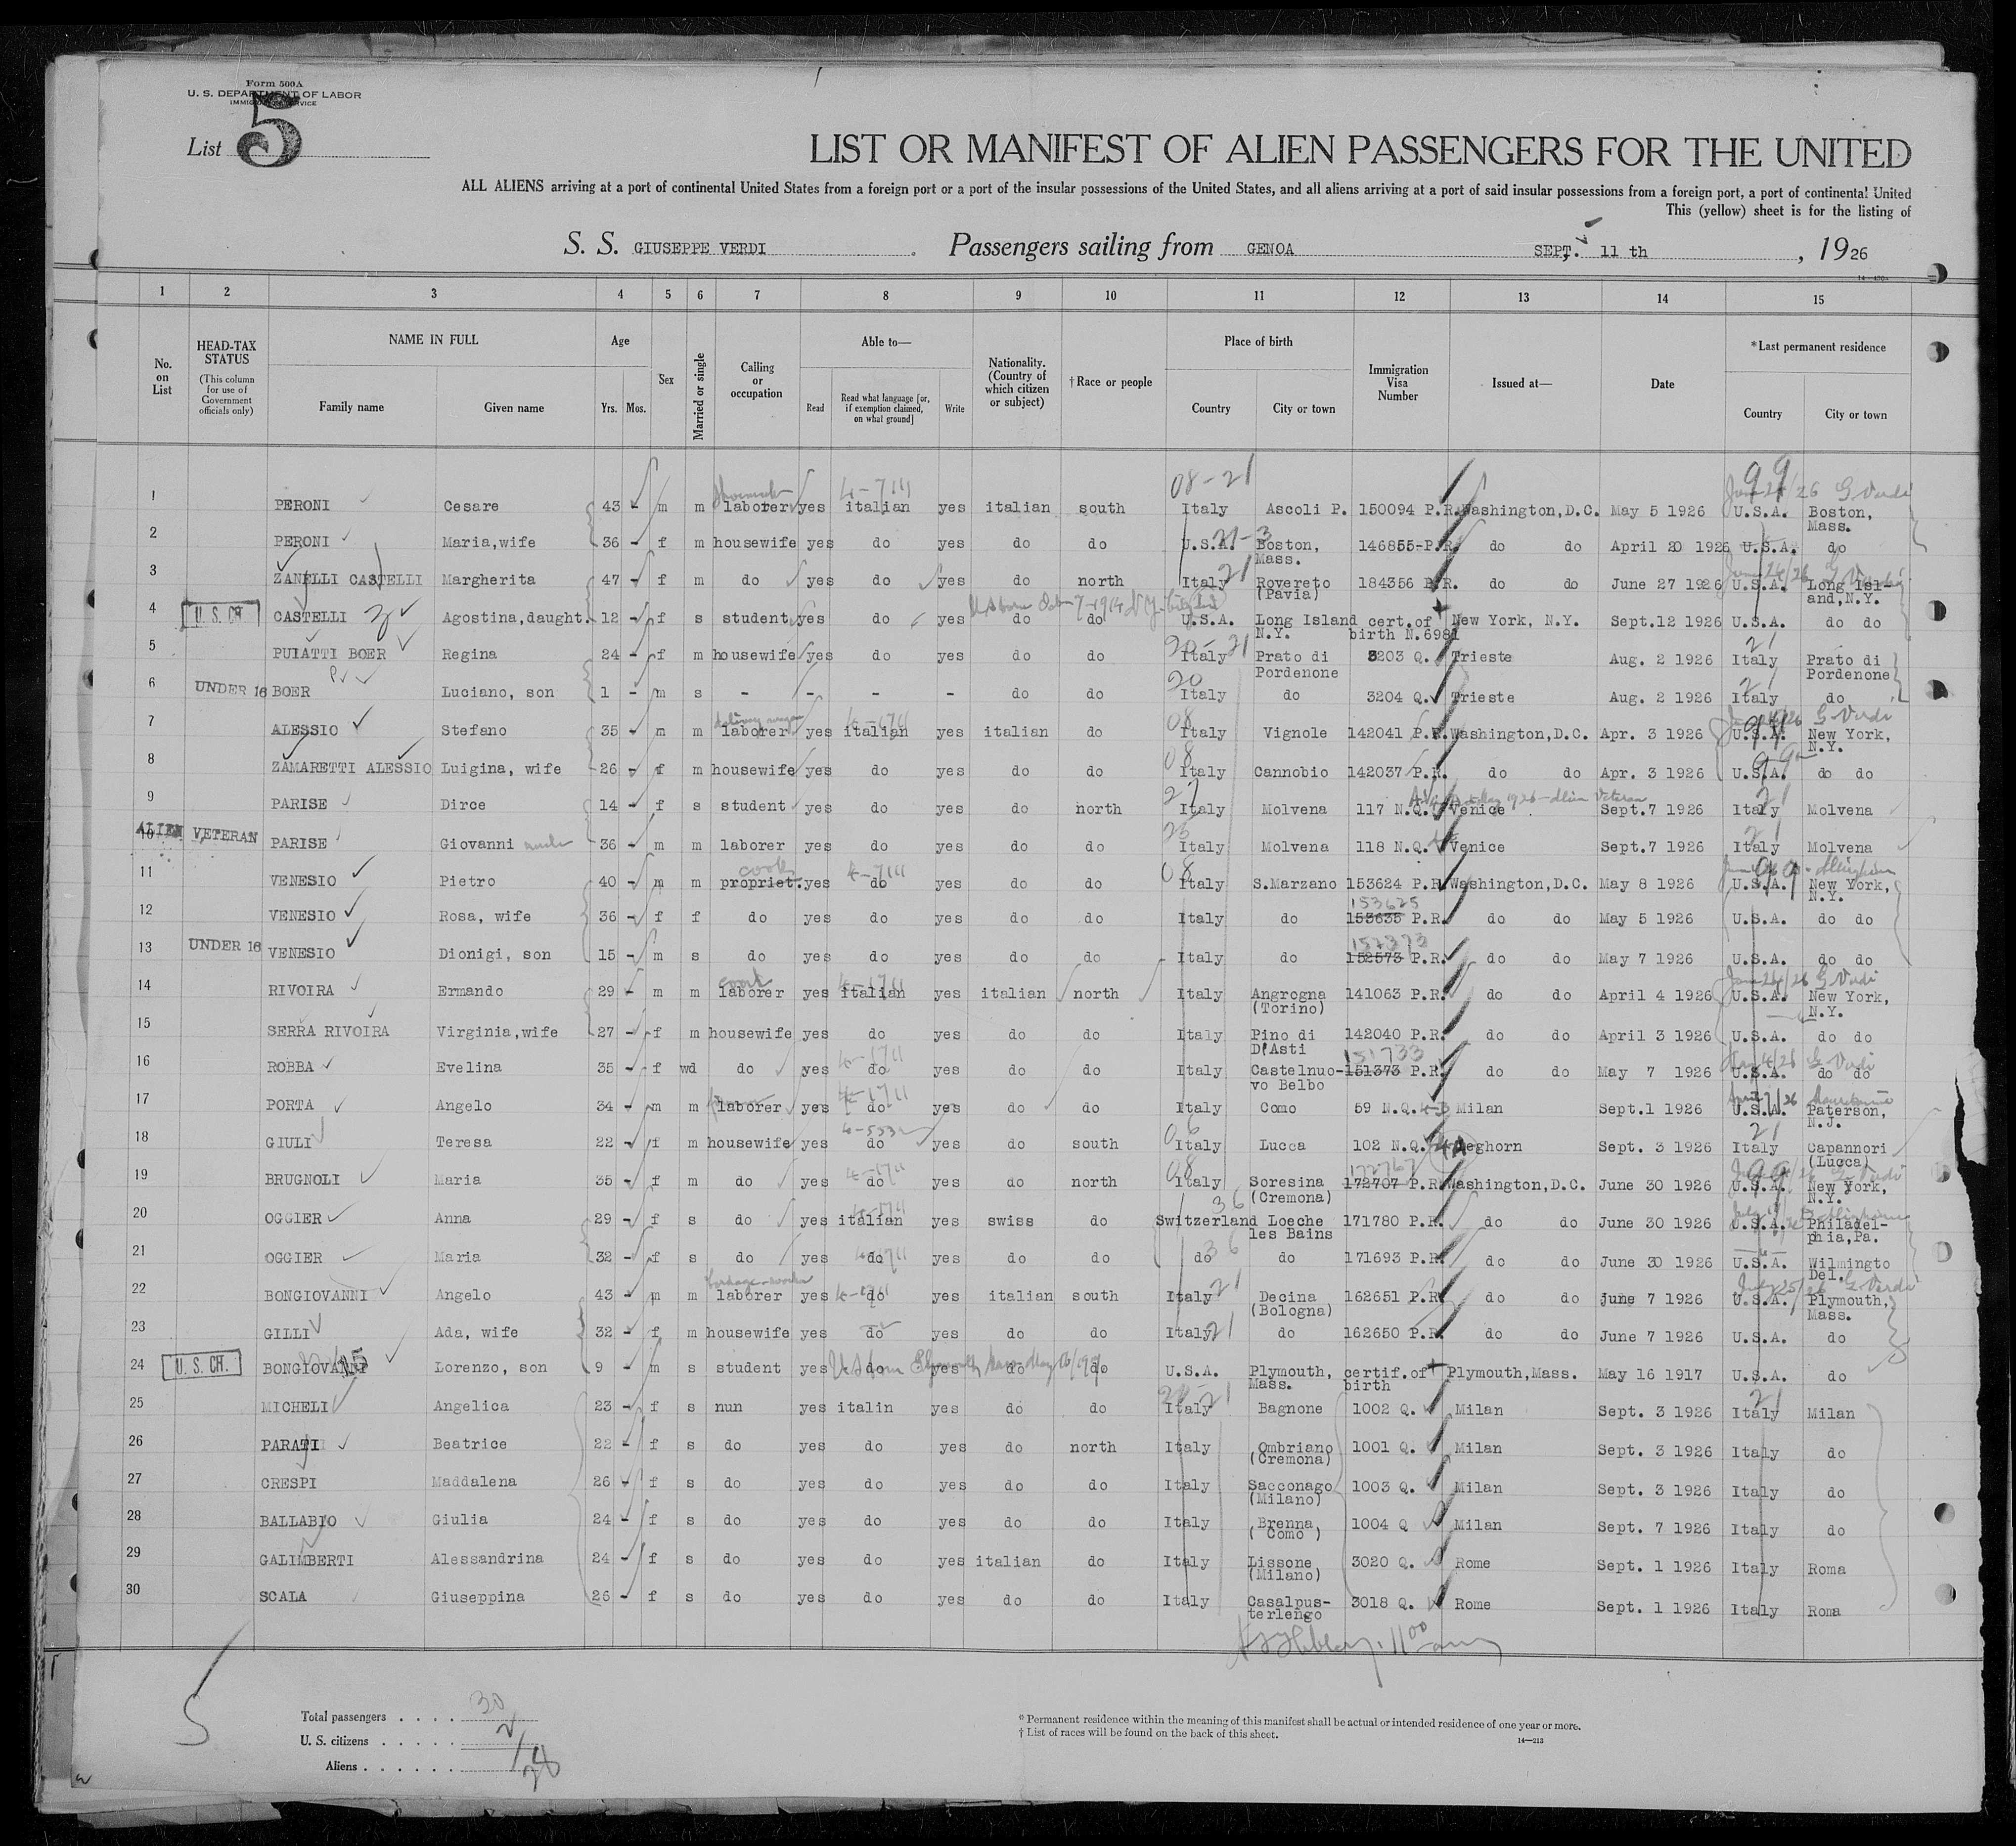 Form 500A
U. S. DEPARTMENT OF LABOR
IMMIGRATION SERVICE
List 5
LIST OR MANIFEST OF ALIEN PASSENGERS FOR THE UNITED
ALL ALIENS arriving at a port of continental United States from a foreign port or a port of the insular possessions of the United States, and all aliens arriving at a port of said insular possessions from a foreign port, a port of continental United
This (yellow) sheet is for the listing of
S. S. GIUSEPPE VERDI . Passengers sailing from GENOA SEPT. 11 th , 1926
1 2 3 4 5 6 7 8 9 10 11 12 13 14 15
No. on List
HEAD-TAX STATUS
(This column for use of Government officials only)
NAME IN FULL
Family name Given name
Age
Yrs. Mos.
Sex
Married or single
Calling or occupation
Able to—
Read
Read what language [or, if exemption claimed, on what ground]
Write
Nationality. (Country of which citizen or subject)
† Race or people
Place of birth
Country City or town
Immigration Visa Number
Issued at—
Date
*Last permanent residence
Country City or town
08-21 99
1 PERONI Cesare 43 m m laborer yes italian yes italian south Italy Ascoli P. 150094 P.R. Washington,D.C. May 5 1926 U.S.A. Boston, Mass.
2 PERONI Maria,wife 36 - f m housewife yes do yes do do U.S.A. Boston, Mass. 146855-P.R. do do April 20 1926 U.S.A. do
3 ZANELLI CASTELLI Margherita 47 - f m do yes do yes do north Italy Rovereto (Pavia) 184356 P.R. do do June 27 1926 U.S.A. Long Isl-and,N.Y.
4 U. S. CH. CASTELLI Agostina,daught. 12 - f s student yes do yes do do U.S.A. Long Island N.Y. cert.of birth N.6981 New York, N.Y. Sept.12 1926 U.S.A. do do
5 PUIATTI BOER Regina 24 - f m housewife yes do yes do do Italy Prato di Pordenone 3203 Q. Trieste Aug. 2 1926 Italy Prato di Pordenone
6 UNDER 16 BOER Luciano, son 1 - m s - - - - do do Italy do 3204 Q. Trieste Aug. 2 1926 Italy do
7 ALESSIO Stefano 35 - m m laborer yes italian yes italian do Italy Vignole 142041 P.R. Washington,D.C. Apr. 3 1926 U.S.A. New York, N.Y.
8 ZAMARETTI ALESSIO Luigina, wife 26 - f m housewife yes do yes do do Italy Cannobio 142037 P.R. do do Apr. 3 1926 U.S.A. do do
9 PARISE Dirce 14 - f s student yes do yes do north Italy Molvena 117 N.Q. Venice Sept.7 1926 Italy Molvena
10 ALIEN VETERAN PARISE Giovanni 36 - m m laborer yes do yes do do Italy Molvena 118 N.Q. Venice Sept.7 1926 Italy Molvena
11 VENESIO Pietro 40 - m m cook propriet. yes do yes do do Italy S.Marzano 153624 P.R. Washington,D.C. May 8 1926 U.S.A. New York, N.Y.
12 VENESIO Rosa, wife 36 - f f do yes do yes do do Italy do 153625 153635 P.R. do do May 5 1926 U.S.A. do do
13 UNDER 16 VENESIO Dionigi, son 15 - m s do yes do yes do do Italy do 152573 P.R. do do May 7 1926 U.S.A. do do
14 RIVOIRA Ermando 29 - m m laborer yes italian yes italian north Italy Angrogna (Torino) 141063 P.R. do do April 4 1926 U.S.A. New York, N.Y.
15 SERRA RIVOIRA Virginia,wife 27 - f m housewife yes do yes do do Italy Pino di D'Asti 142040 P.R. do do April 3 1926 U.S.A. do do
16 ROBBA Evelina 35 - f wd do yes do yes do do Italy Castelnuo-vo Belbo 151733 151373 P.R. do do May 7 1926 U.S.A. do do
17 PORTA Angelo 34 - m m laborer yes do yes do do Italy Como 59 N.Q. Milan Sept.1 1926 U.S.A. Paterson, N.J.
18 GIULI Teresa 22 - f m housewife yes do yes do south Italy Lucca 102 N.Q. Leghorn Sept. 3 1926 Italy Capannori (Lucca)
19 BRUGNOLI Maria 35 - f m do yes do yes do north Italy Soresina (Cremona) 172767 172707 P.R. Washington,D.C. June 30 1926 U.S.A. New York, N.Y.
20 OGGIER Anna 29 - f s do yes italian yes swiss do Switzerland Loeche les Bains 171780 P.R. do do June 30 1926 U.S.A. Philadel-phia,Pa.
21 OGGIER Maria 32 - f s do yes do yes do do do do 171693 P.R. do do June 30 1926 U.S.A. Wilmingto Del.
22 BONGIOVANNI Angelo 43 - m m laborer yes do yes italian south Italy Decina (Bologna) 162651 P.R. do do june 7 1926 U.S.A. Plymouth, Mass.
23 GILLI Ada, wife 32 - f m housewife yes do yes do do Italy do 162650 P.R. do do June 7 1926 U.S.A. do
24 U. S. CH. BONGIOVANNI Lorenzo, son 9 - m s student yes do yes do do U.S.A. Plymouth, Mass. certif.of birth Plymouth,Mass. May 16 1917 U.S.A. do
25 MICHELI Angelica 23 - f s nun yes italin yes do do Italy Bagnone 1002 Q. Milan Sept. 3 1926 Italy Milan
26 PARATI Beatrice 22 - f s do yes do yes do north Italy Ombriano (Cremona) 1001 Q. Milan Sept. 3 1926 Italy do
27 CRESPI Maddalena 26 - f s do yes do yes do do Italy Sacconago (Milano) 1003 Q. Milan Sept. 3 1926 Italy do
28 BALLABIO Giulia 24 - f s do yes do yes do do Italy Brenna ( Como ) 1004 Q Milan Sept. 7 1926 Italy do
29 GALIMBERTI Alessandrina 24 - f s do yes do yes italian do Italy Lissone (Milano) 3020 Q. Rome Sept. 1 1926 Italy Roma
30 SCALA Giuseppina 26 - f s do yes do yes do do Italy Casalpus-terlengo 3018 Q. Rome Sept. 1 1926 Italy Roma
Total passengers . . . . 30
U. S. citizens . . . . . 2
Aliens . . . . . . 28
* Permanent residence within the meaning of this manifest shall be actual or intended residence of one year or more.
† List of races will be found on the back of this sheet.
14—213